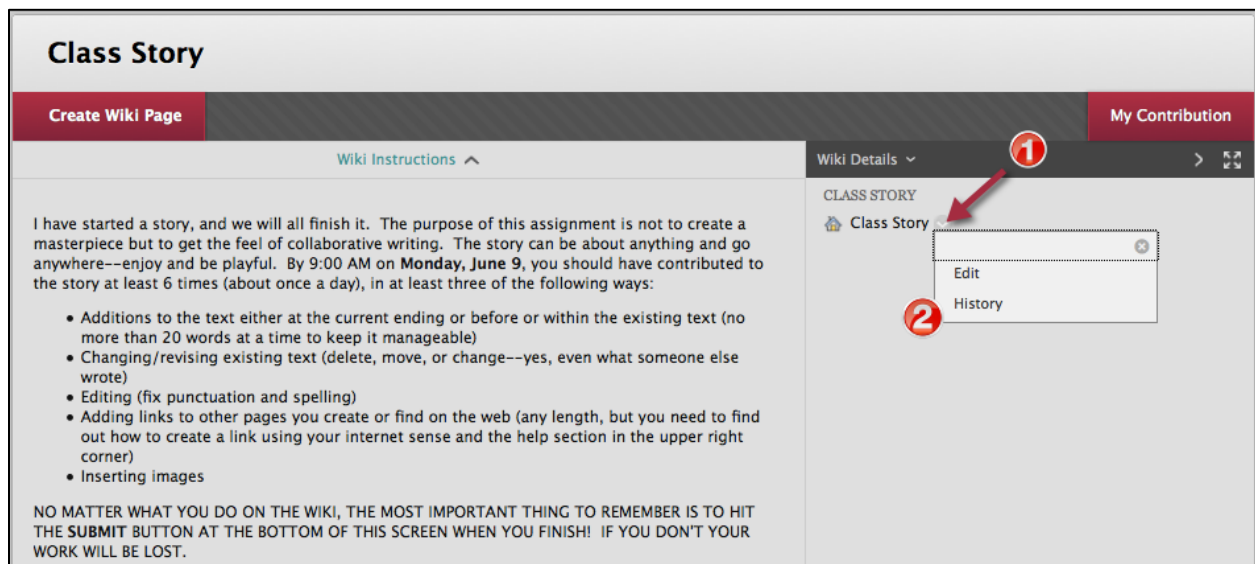 Class Story
Create Wiki Page
My Contribution
Wiki Instructions
Wiki Details
1
CLASS STORY
Class Story
Edit
History
2
I have started a story, and we will all finish it. The purpose of this assignment is not to create a
masterpiece but to get the feel of collaborative writing. The story can be about anything and go
anywhere--enjoy and be playful. By 9:00 AM on Monday, June 9, you should have contributed to
the story at least 6 times (about once a day), in at least three of the following ways:
• Additions to the text either at the current ending or before or within the existing text (no
more than 20 words at a time to keep it manageable)
• Changing/revising existing text (delete, move, or change--yes, even what someone else
wrote)
• Editing (fix punctuation and spelling)
• Adding links to other pages you create or find on the web (any length, but you need to find
out how to create a link using your internet sense and the help section in the upper right
corner)
• Inserting images
NO MATTER WHAT YOU DO ON THE WIKI, THE MOST IMPORTANT THING TO REMEMBER IS TO HIT
THE SUBMIT BUTTON AT THE BOTTOM OF THIS SCREEN WHEN YOU FINISH! IF YOU DON'T YOUR
WORK WILL BE LOST.